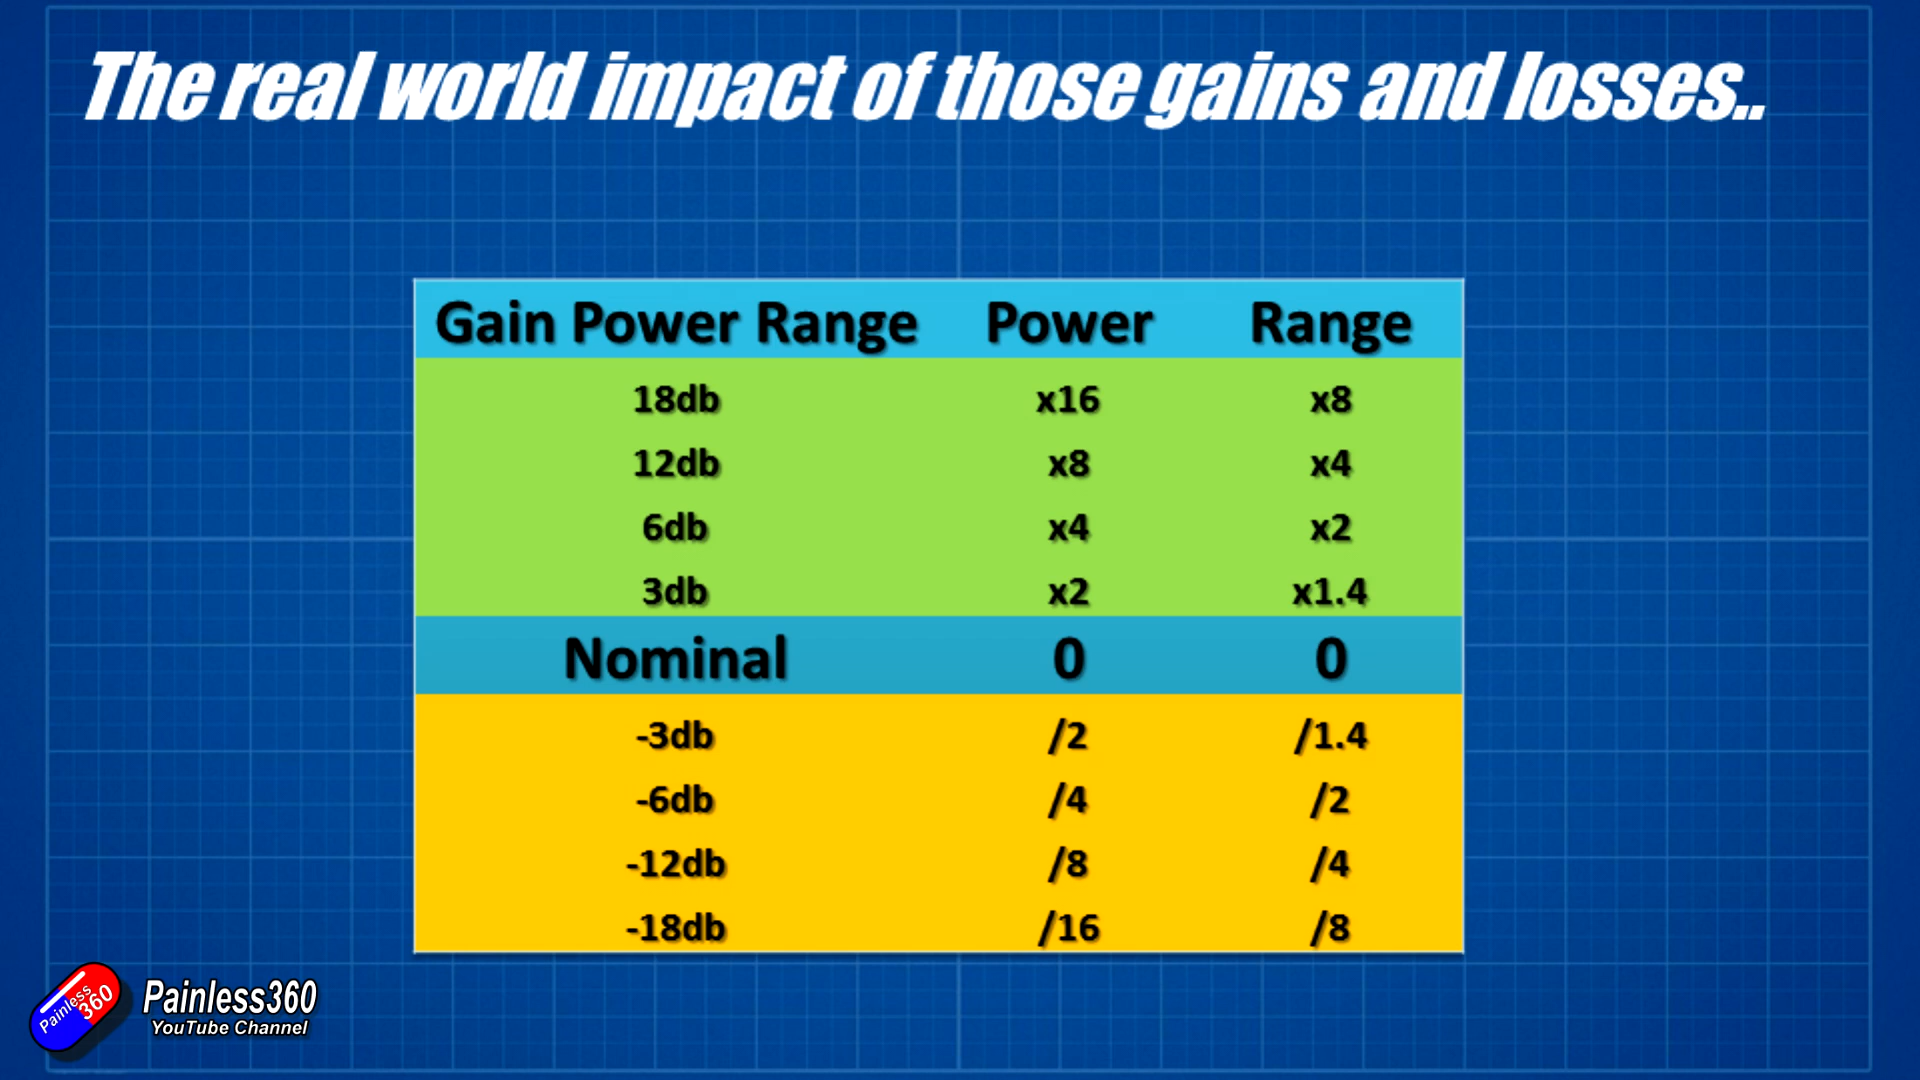 The real world impact of those gains and losses..
Gain Power Range Power Range
18db x16 x8
12db x8 x4
6db x4 x2
3db x2 x1.4
Nominal 0 0
-3db /2 /1.4
-6db /4 /2
-12db /8 /4
-18db /16 /8
Painless
360
Painless360
YouTube Channel